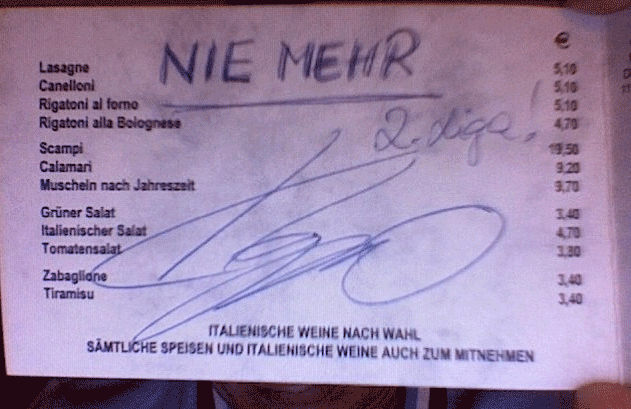 NIE MEHR
2. Liga!
€
Lasagne 5,10
Canelloni 5,10
Rigatoni al forno 5,10
Rigatoni alla Bolognese 4,70
Scampi 19,50
Calamari 9,20
Muscheln nach Jahreszeit 9,70
Grüner Salat 3,40
Italienischer Salat 4,70
Tomatensalat 3,80
Zabaglione 3,40
Tiramisu 3,40
ITALIENISCHE WEINE NACH WAHL
SÄMTLICHE SPEISEN UND ITALIENISCHE WEINE AUCH ZUM MITNEHMEN